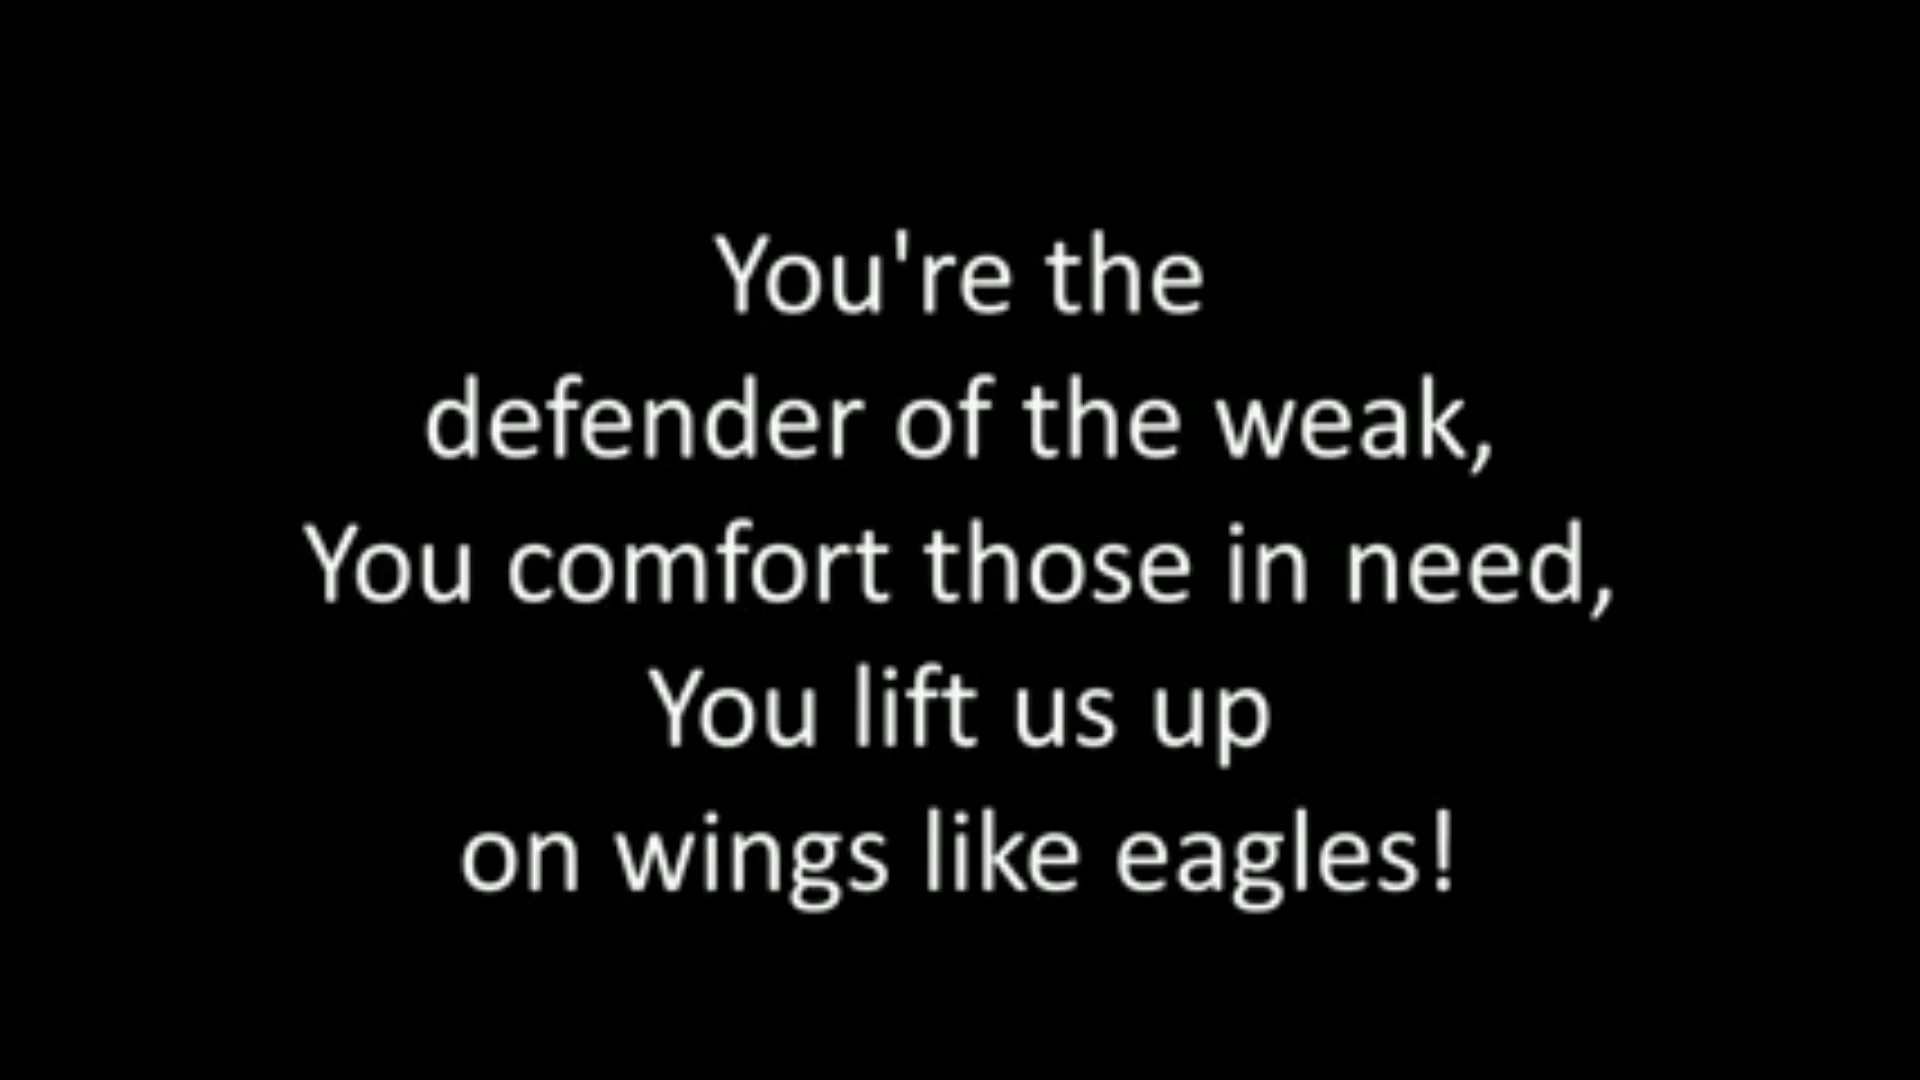 You're the
defender of the weak,
You comfort those in need,
You lift us up
on wings like eagles!